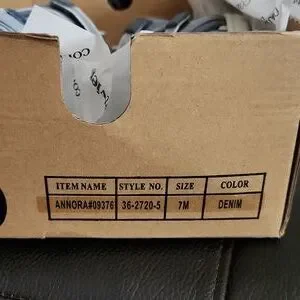 ITEM NAME STYLE NO. SIZE COLOR
ANNORA#09376 36-2720-5 7M DENIM